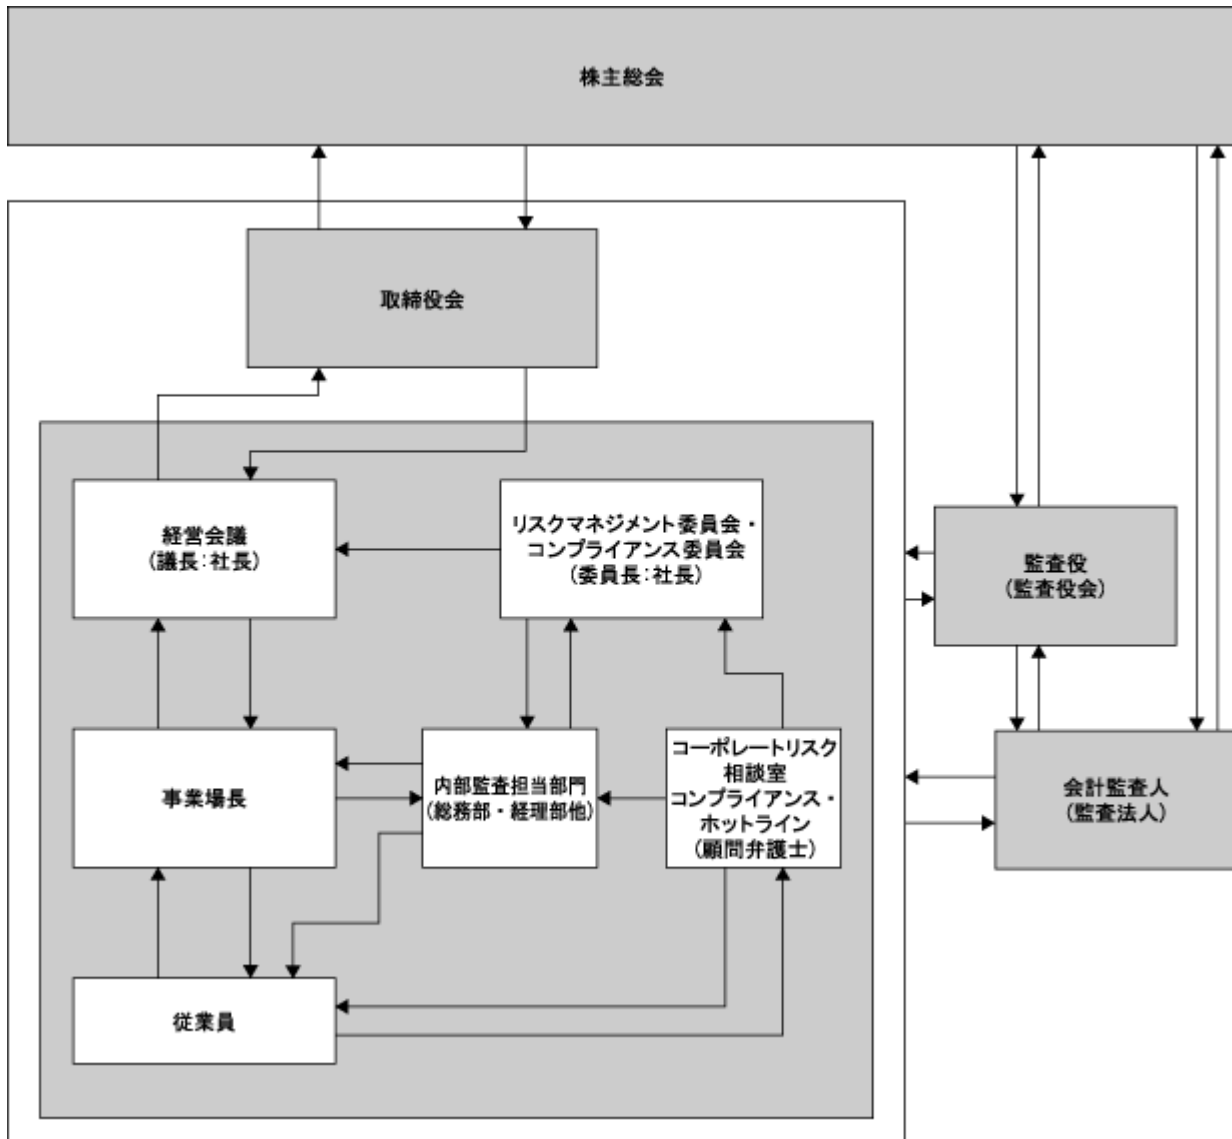 株主総会
取締役会
経営会議
(議長:社長)
リスクマネジメント委員会・
コンプライアンス委員会
(委員長:社長)
監査役
(監査役会)
事業場長
内部監査担当部門
(総務部・経理部他)
コーポレートリスク
相談室
コンプライアンス・
ホットライン
(顧問弁護士)
会計監査人
(監査法人)
従業員